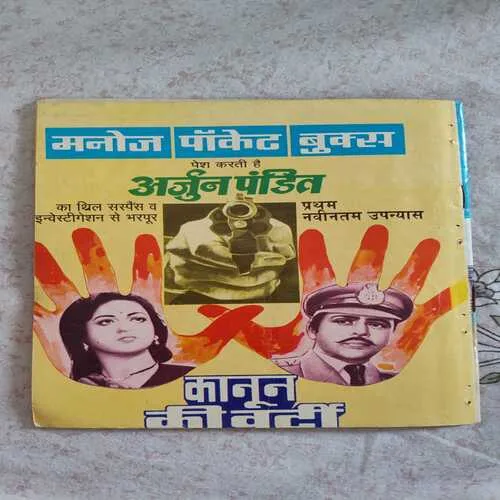 मनोज पॉकेट बुक्स
पेश करती है
अर्जुन पंडित
का थ्रिल सस्पैंस व
इन्वेस्टीगेशन से भरपूर
प्रथम
नवीनतम उपन्यास
कानून
की वर्दी